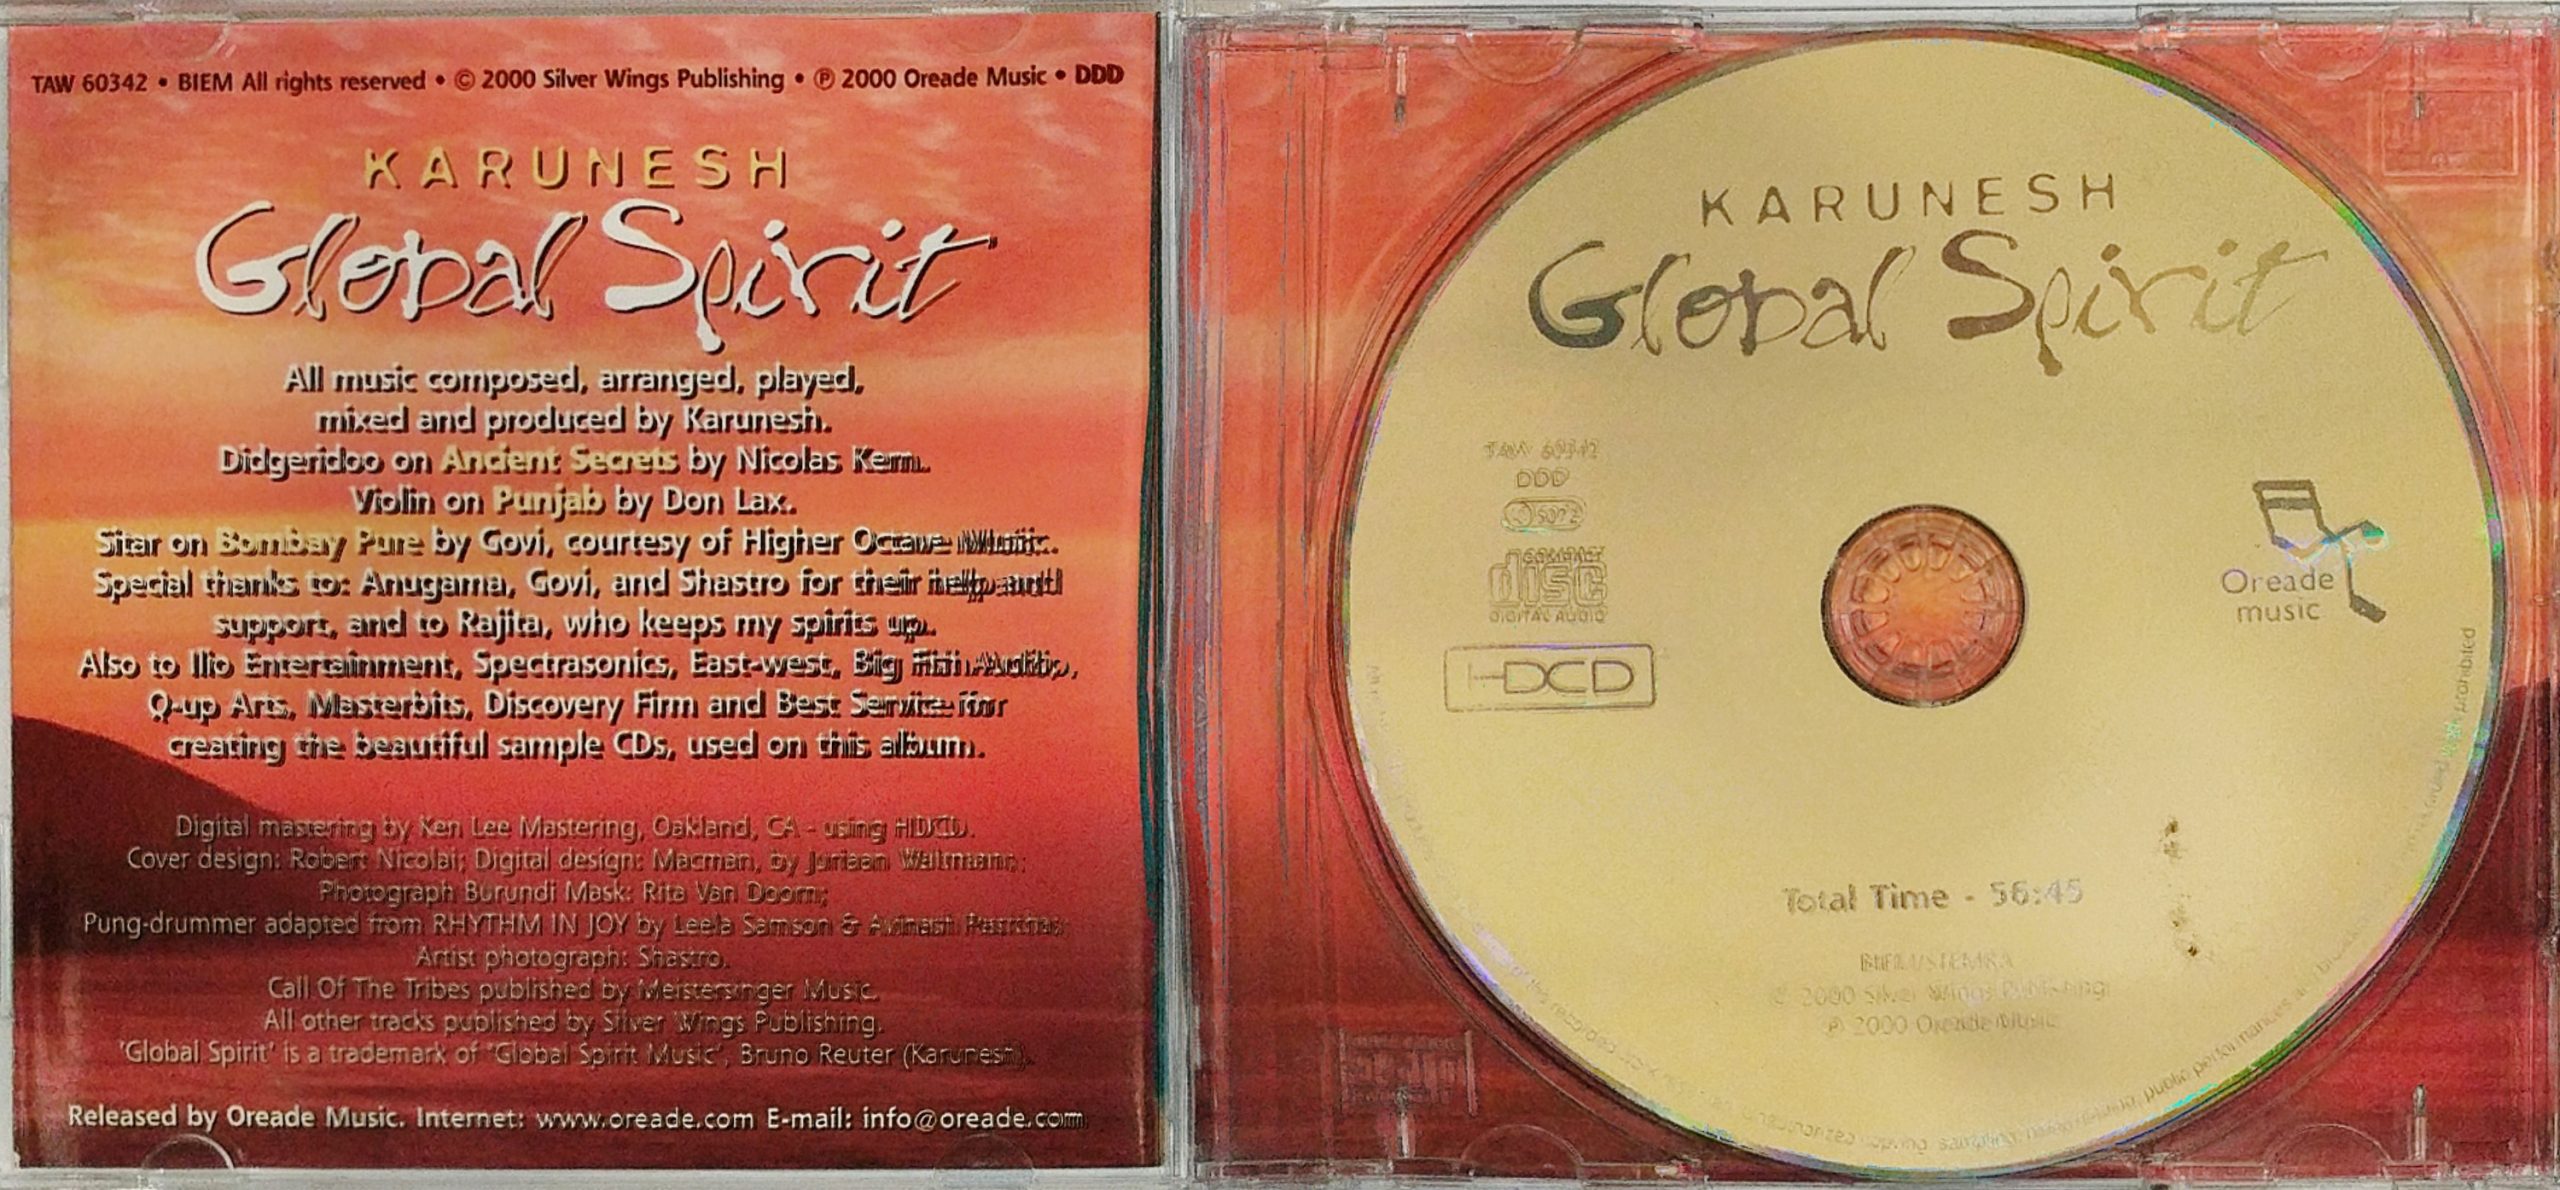 TAW 60342 • BIEM All rights reserved • © 2000 Silver Wings Publishing • ℗ 2000 Oreade Music • DDD
KARUNESH
Global Spirit
All music composed, arranged, played,
mixed and produced by Karunesh.
Didgeridoo on Ancient Secrets by Nicolas Kern.
Violin on Punjab by Don Lax.
Sitar on Bombay Pure by Govi, courtesy of Higher Octave Music.
Special thanks to: Anugama, Govi, and Shastro for their help and
support, and to Rajita, who keeps my spirits up.
Also to Ilio Entertainment, Spectrasonics, East-west, Big Fish Audio,
Q-up Arts, Masterbits, Discovery Firm and Best Service for
creating the beautiful sample CDs, used on this album.
Digital mastering by Ken Lee Mastering, Oakland, CA - using HDCD.
Cover design: Robert Nicolai; Digital design: Macman, by Juriaan
Photograph Burundi Mask: Rita Van Doorn;
Pung-drummer adapted from RHYTHM IN JOY by Leela Samson & Avinash
Artist photograph: Shastro.
Call Of The Tribes published by Meistersinger Music.
All other tracks published by Silver Wings Publishing.
'Global Spirit' is a trademark of 'Global Spirit Music', Bruno Reuter (Karunesh).
Released by Oreade Music. Internet: www.oreade.com E-mail: info@oreade.com
KARUNESH
Global Spirit
TAW 60342
DDD
LC 5072
COMPACT
disc
DIGITAL AUDIO
HDCD
Oreade
music
Total Time - 56:45
BIEM/STEMRA
© 2000 Silver Wings Publishing
℗ 2000 Oreade Music
public performances
prohibited